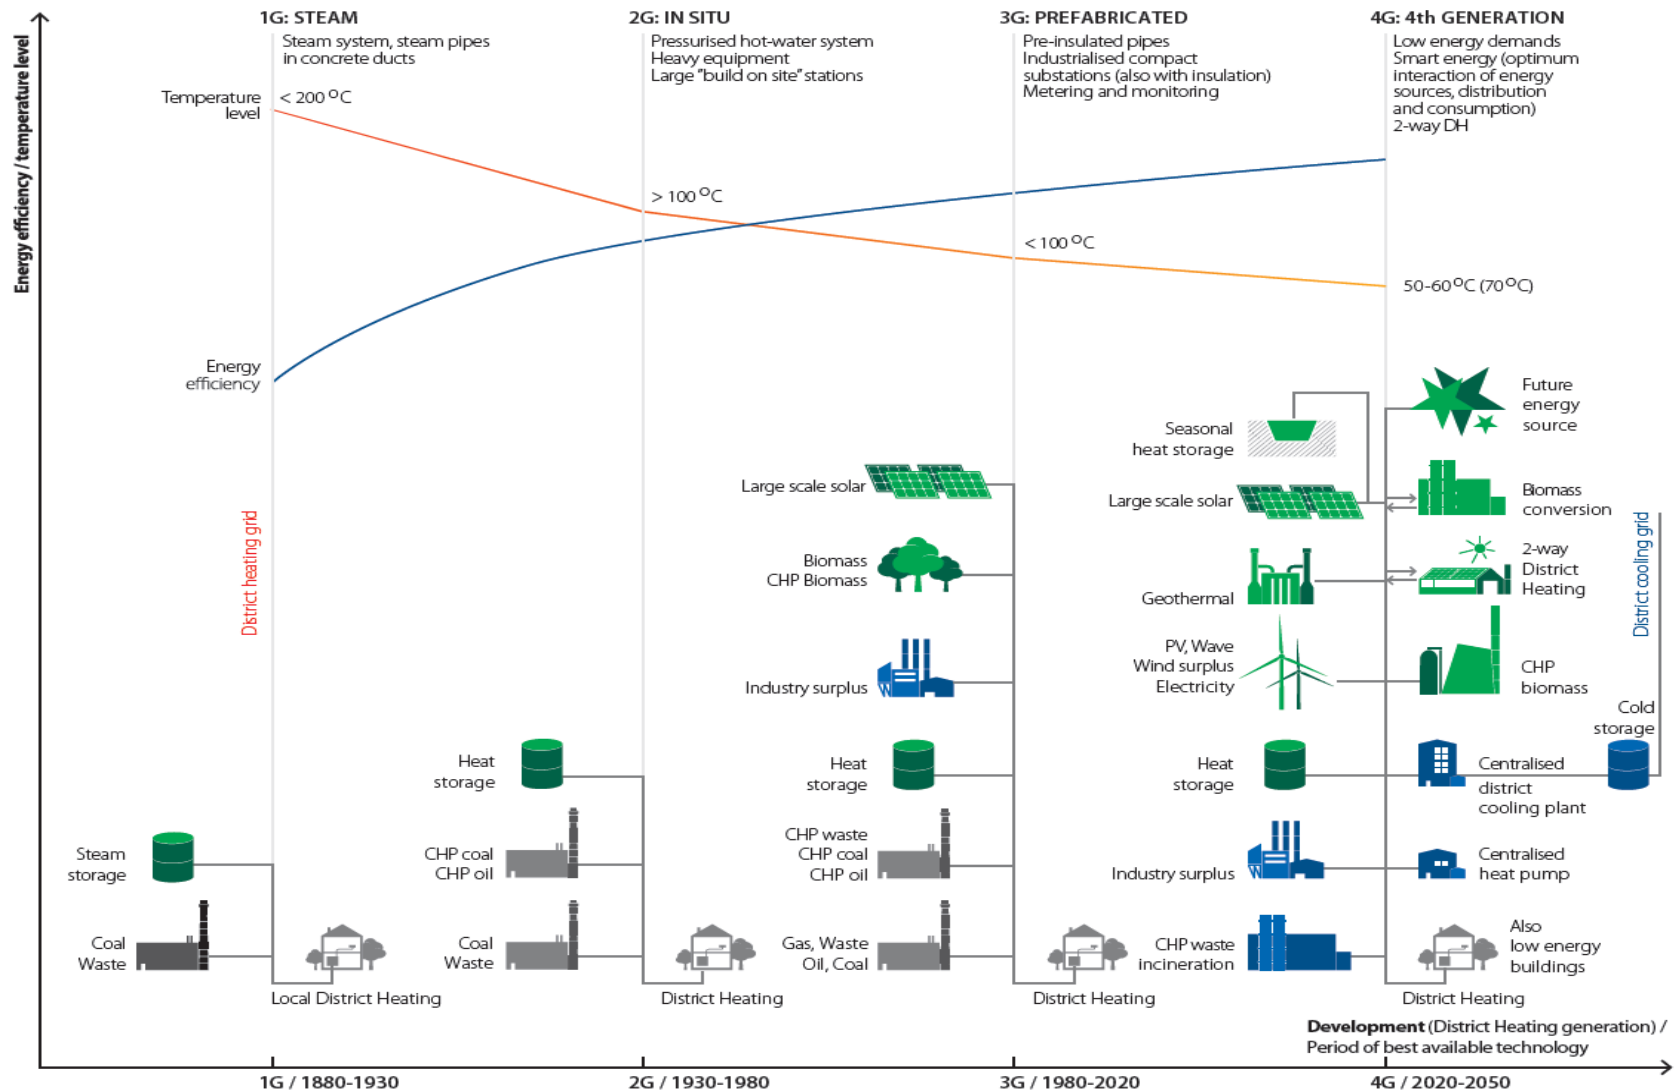 1G: STEAM
Steam system, steam pipes
in concrete ducts
2G: IN SITU
Pressurised hot-water system
Heavy equipment
Large "build on site" stations
3G: PREFABRICATED
Pre-insulated pipes
Industrialised compact
substations (also with insulation)
Metering and monitoring
4G: 4th GENERATION
Low energy demands
Smart energy (optimum
interaction of energy
sources, distribution
and consumption)
2-way DH
Energy efficiency / temperature level
Temperature
level
< 200 °C
> 100 °C
< 100 °C
50-60 °C (70 °C)
Energy
efficiency
District heating grid
Steam
storage
Coal
Waste
Local District Heating
Heat
storage
CHP coal
CHP oil
Coal
Waste
District Heating
Large scale solar
Biomass
CHP Biomass
Industry surplus
Heat
storage
CHP waste
CHP coal
CHP oil
Gas, Waste
Oil, Coal
District Heating
Seasonal
heat storage
Large scale solar
Geothermal
PV, Wave
Wind surplus
Electricity
Heat
storage
Industry surplus
CHP waste
incineration
Future
energy
source
Biomass
conversion
2-way
District
Heating
CHP
biomass
Cold
storage
Centralised
district
cooling plant
Centralised
heat pump
Also
low energy
buildings
District Heating
District cooling grid
Development (District Heating generation) /
Period of best available technology
1G / 1880-1930
2G / 1930-1980
3G / 1980-2020
4G / 2020-2050